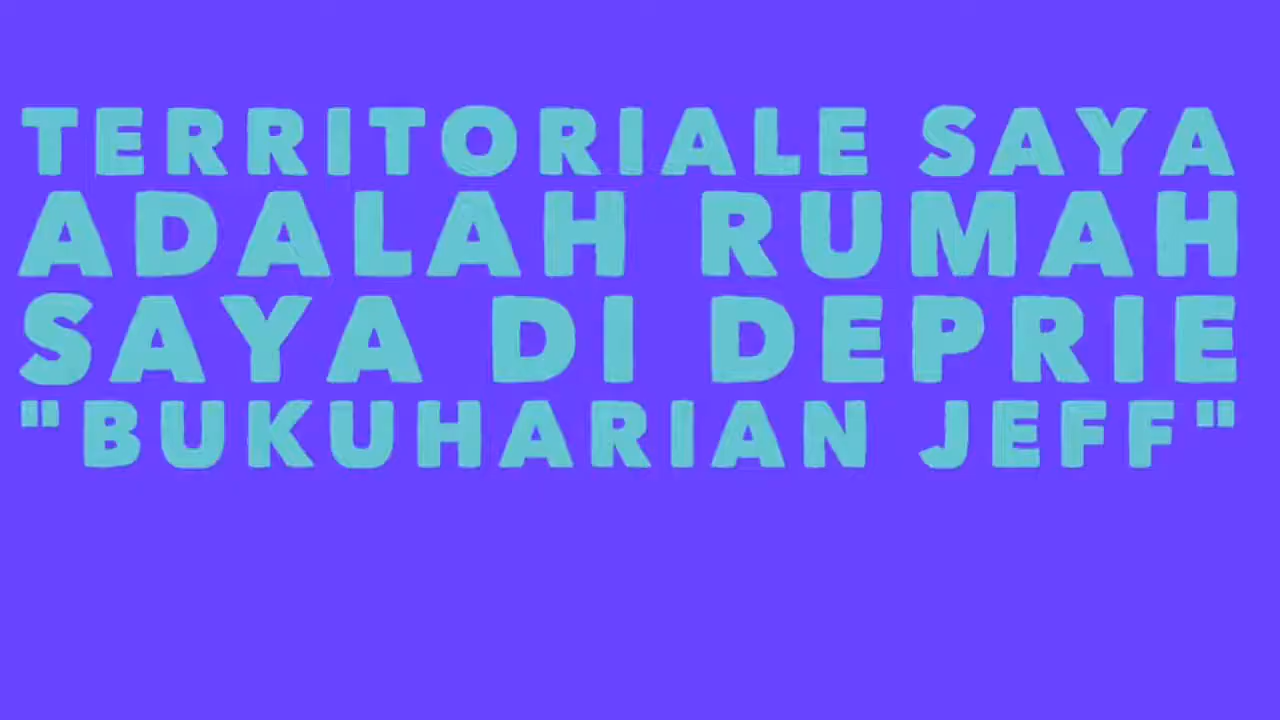 TERRITORIALE SAYA
ADALAH RUMAH
SAYA DI DEPRIE
"BUKUHARIAN JEFF"